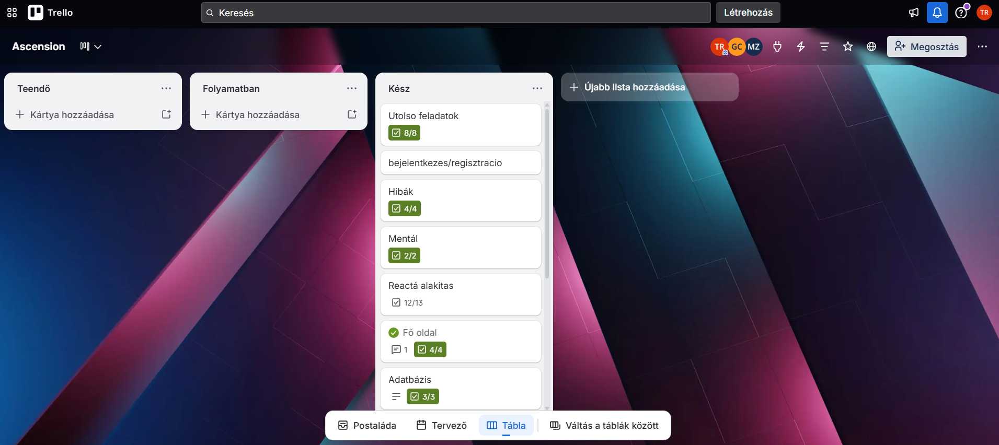 Trello
Keresés
Létrehozás
TR
Ascension
TR GC MZ
Megosztás
Teendő
Kártya hozzáadása
Folyamatban
Kártya hozzáadása
Kész
Utolso feladatok
8/8
bejelentkezes/regisztracio
Hibák
4/4
Mentál
2/2
Reactá alakitas
12/13
Fő oldal
1 4/4
Adatbázis
3/3
Újabb lista hozzáadása
Postaláda
Tervező
Tábla
Váltás a táblák között